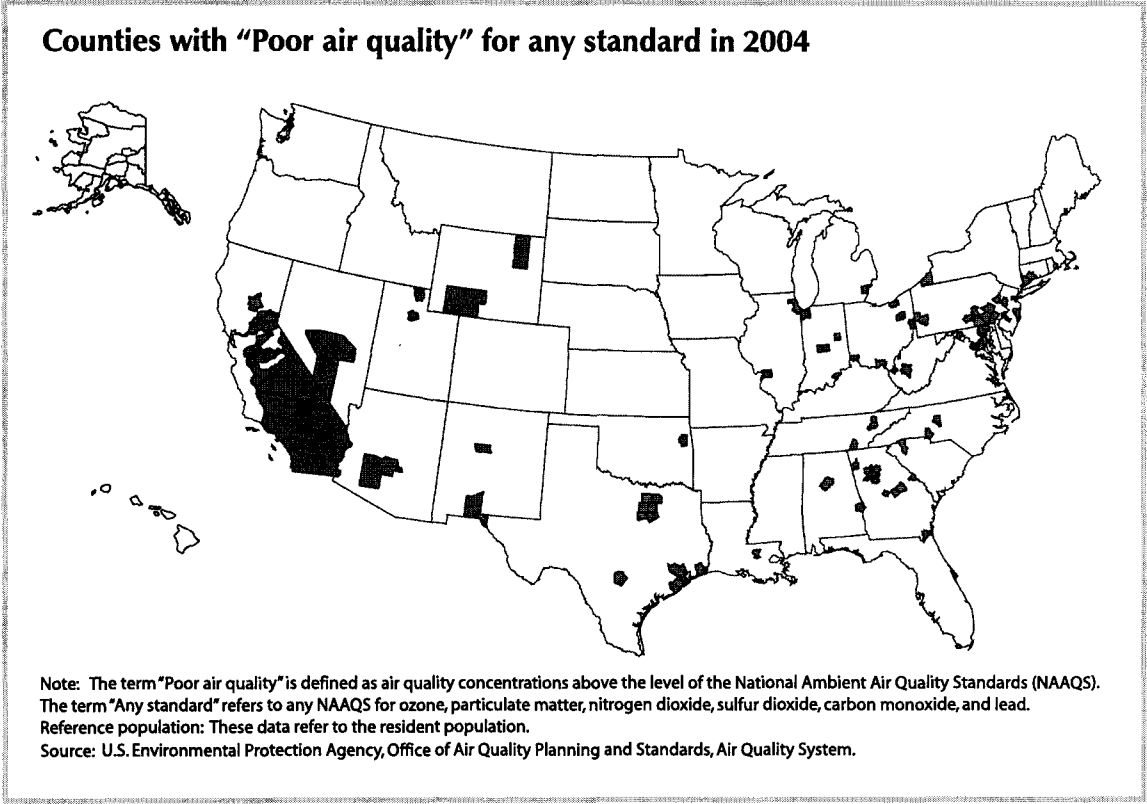 Counties with “Poor air quality” for any standard in 2004
Note: The term “Poor air quality” is defined as air quality concentrations above the level of the National Ambient Air Quality Standards (NAAQS).
The term “Any standard” refers to any NAAQS for ozone, particulate matter, nitrogen dioxide, sulfur dioxide, carbon monoxide, and lead.
Reference population: These data refer to the resident population.
Source: U.S. Environmental Protection Agency, Office of Air Quality Planning and Standards, Air Quality System.